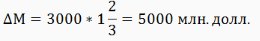 ΔM = 3000 * 1 2/3 = 5000 млн. долл.